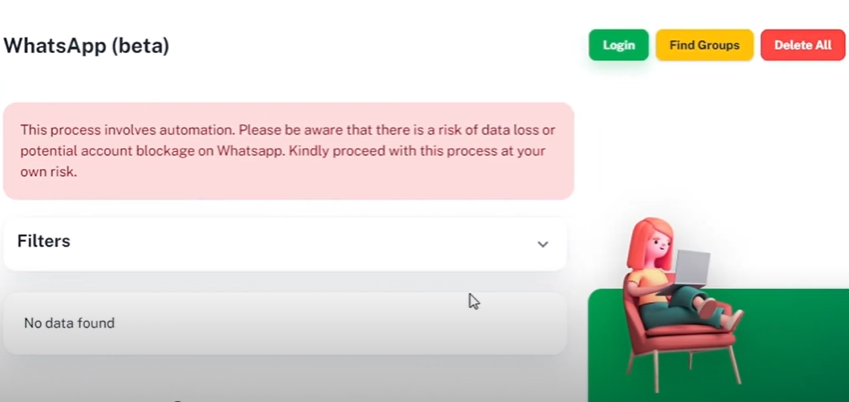 WhatsApp (beta)
Login
Find Groups
Delete All
This process involves automation. Please be aware that there is a risk of data loss or
potential account blockage on Whatsapp. Kindly proceed with this process at your
own risk.
Filters
No data found